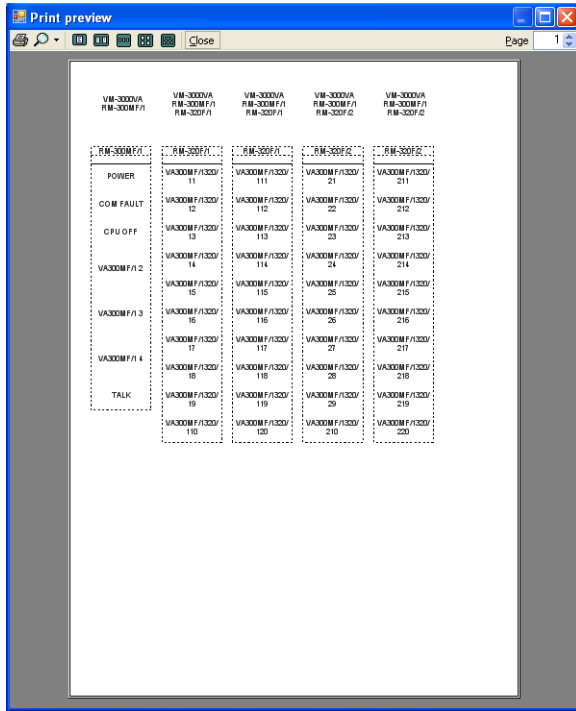 Print preview
Close
Page 1
VM-3000VA
RM-300MF/1
VM-3000VA
RM-300MF/1
RM-320F/1
VM-3000VA
RM-300MF/1
RM-320F/1
VM-3000VA
RM-300MF/1
RM-320F/2
VM-3000VA
RM-300MF/1
RM-320F/2
RM-300MF/1
POWER
COM FAULT
CPU OFF
VA300MF/1 2
VA300MF/1 3
VA300MF/1 4
TALK
RM-320F/1
VA300MF/1320/
11
VA300MF/1320/
12
VA300MF/1320/
13
VA300MF/1320/
14
VA300MF/1320/
15
VA300MF/1320/
16
VA300MF/1320/
17
VA300MF/1320/
18
VA300MF/1320/
19
VA300MF/1320/
110
RM-320F/1
VA300MF/1320/
111
VA300MF/1320/
112
VA300MF/1320/
113
VA300MF/1320/
114
VA300MF/1320/
115
VA300MF/1320/
116
VA300MF/1320/
117
VA300MF/1320/
118
VA300MF/1320/
119
VA300MF/1320/
120
RM-320F/2
VA300MF/1320/
21
VA300MF/1320/
22
VA300MF/1320/
23
VA300MF/1320/
24
VA300MF/1320/
25
VA300MF/1320/
26
VA300MF/1320/
27
VA300MF/1320/
28
VA300MF/1320/
29
VA300MF/1320/
210
RM-320F/2
VA300MF/1320/
211
VA300MF/1320/
212
VA300MF/1320/
213
VA300MF/1320/
214
VA300MF/1320/
215
VA300MF/1320/
216
VA300MF/1320/
217
VA300MF/1320/
218
VA300MF/1320/
219
VA300MF/1320/
220